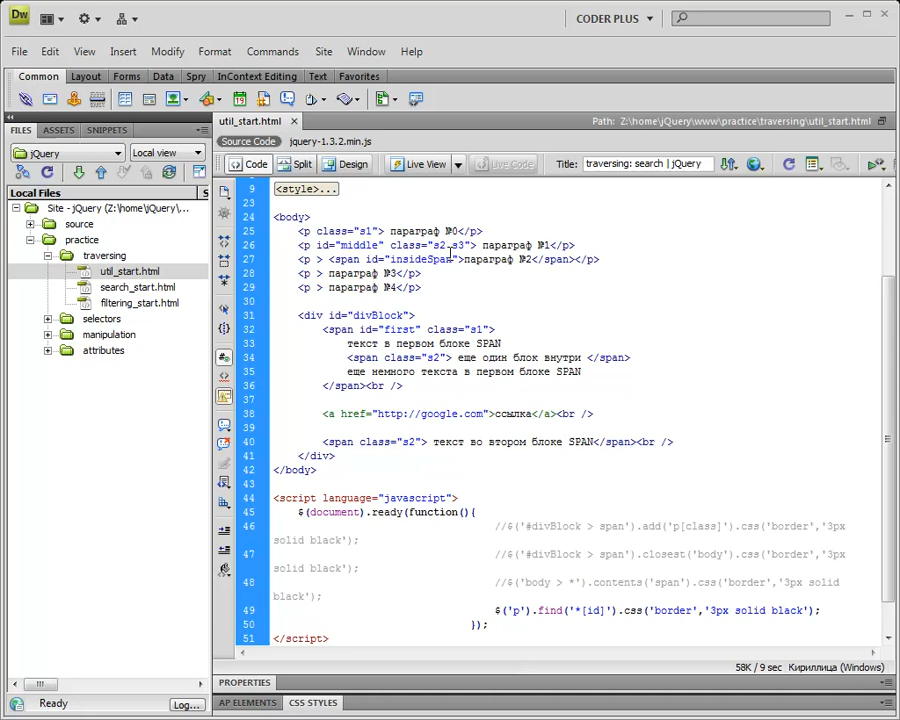 Dw
CODER PLUS
File Edit View Insert Modify Format Commands Site Window Help
Common Layout Forms Data Spry InContext Editing Text Favorites
FILES ASSETS SNIPPETS
util_start.html
Path: Z:\home\jQuery\www\practice\traversing\util_start.html
Source Code jquery-1.3.2.min.js
jQuery Local view
Code Split Design Live View Live Code Title: traversing: search | jQuery
Local Files
Site - jQuery (Z:\home\jQuery\...
source
practice
traversing
util_start.html
search_start.html
filtering_start.html
selectors
manipulation
attributes
9 <style>...
23
24 <body>
25 <p class="s1"> параграф №0</p>
26 <p id="middle" class="s2 s3"> параграф №1</p>
27 <p > <span id="insideSpan">параграф №2</span></p>
28 <p > параграф №3</p>
29 <p > параграф №4</p>
30
31 <div id="divBlock">
32 <span id="first" class="s1">
33 текст в первом блоке SPAN
34 <span class="s2"> еще один блок внутри </span>
35 еще немного текста в первом блоке SPAN
36 </span><br />
37
38 <a href="http://google.com">ссылка</a><br />
39
40 <span class="s2"> текст во втором блоке SPAN</span><br />
41 </div>
42 </body>
43
44 <script language="javascript">
45 $(document).ready(function(){
46 //$('#divBlock > span').add('p[class]').css('border','3px
solid black');
47 //$('#divBlock > span').closest('body').css('border','3px
solid black');
48 //$('body > *').contents('span').css('border','3px solid
black');
49 $('p').find('*[id]').css('border','3px solid black');
50 });
51 </script>
58K / 9 sec Кириллица (Windows)
PROPERTIES
AP ELEMENTS CSS STYLES
Ready Log...